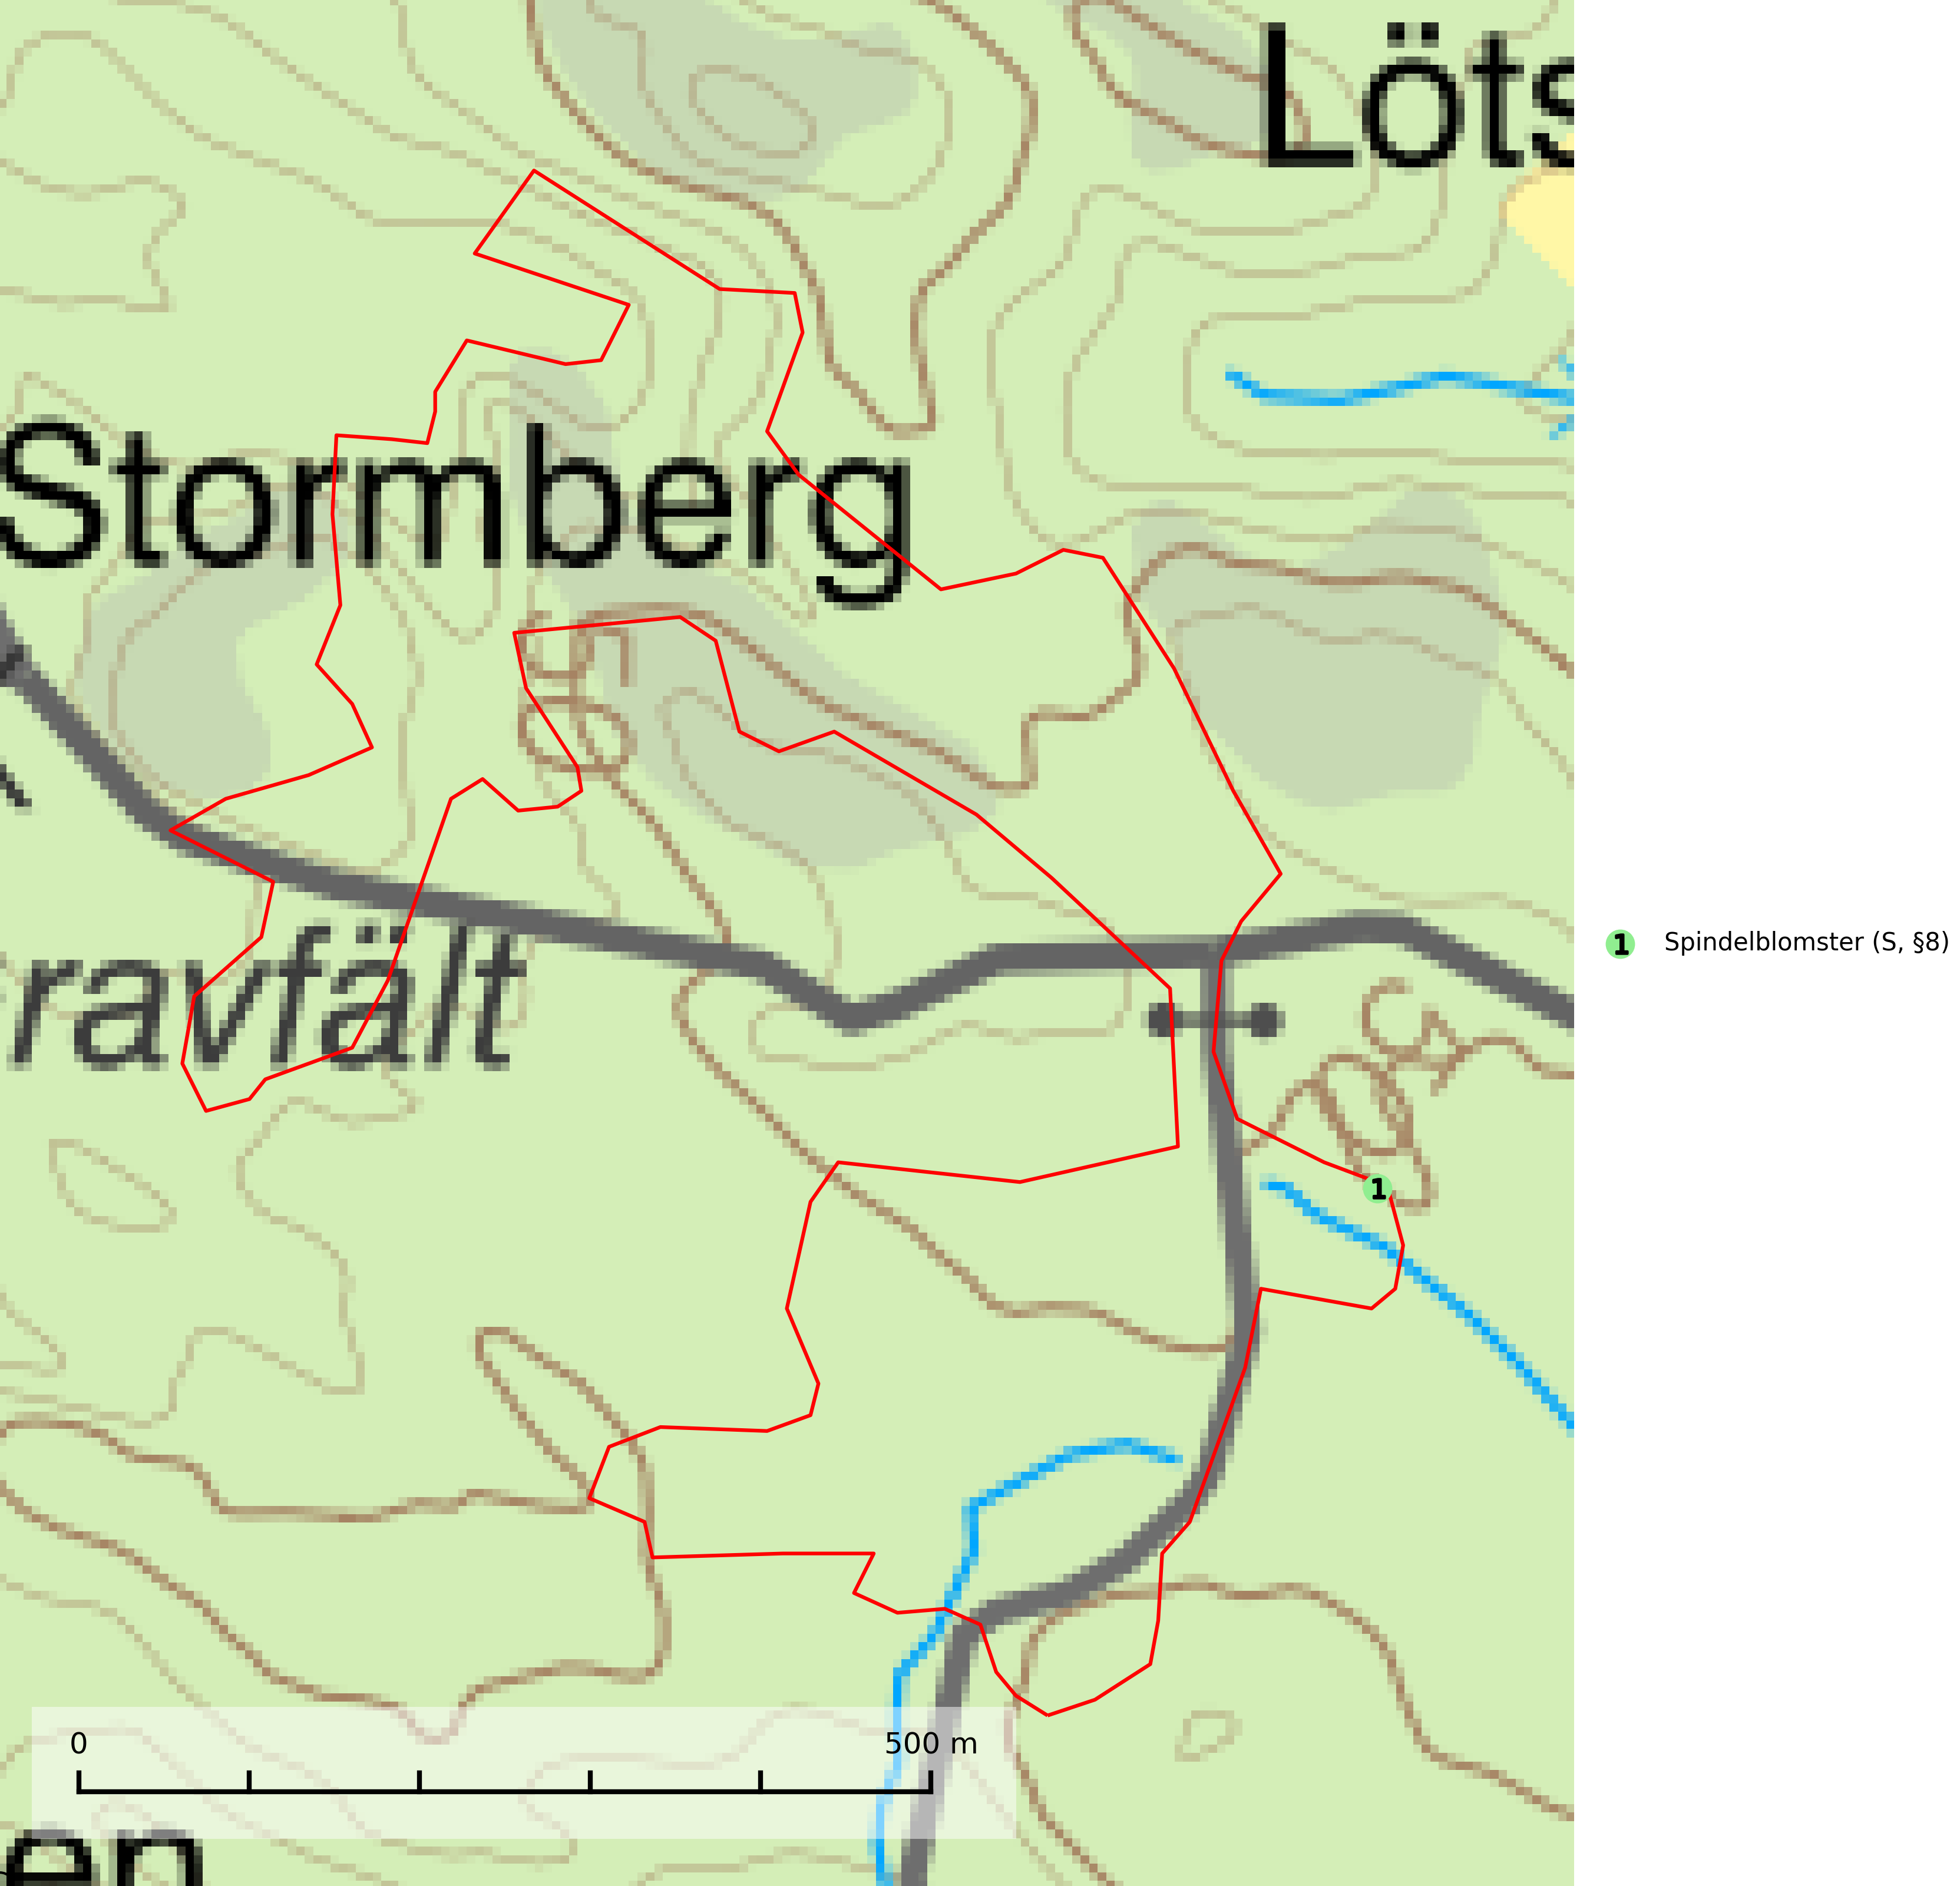 Löts
Stormberg
ravfält
1
1 Spindelblomster (S, §8)
0 500 m
en